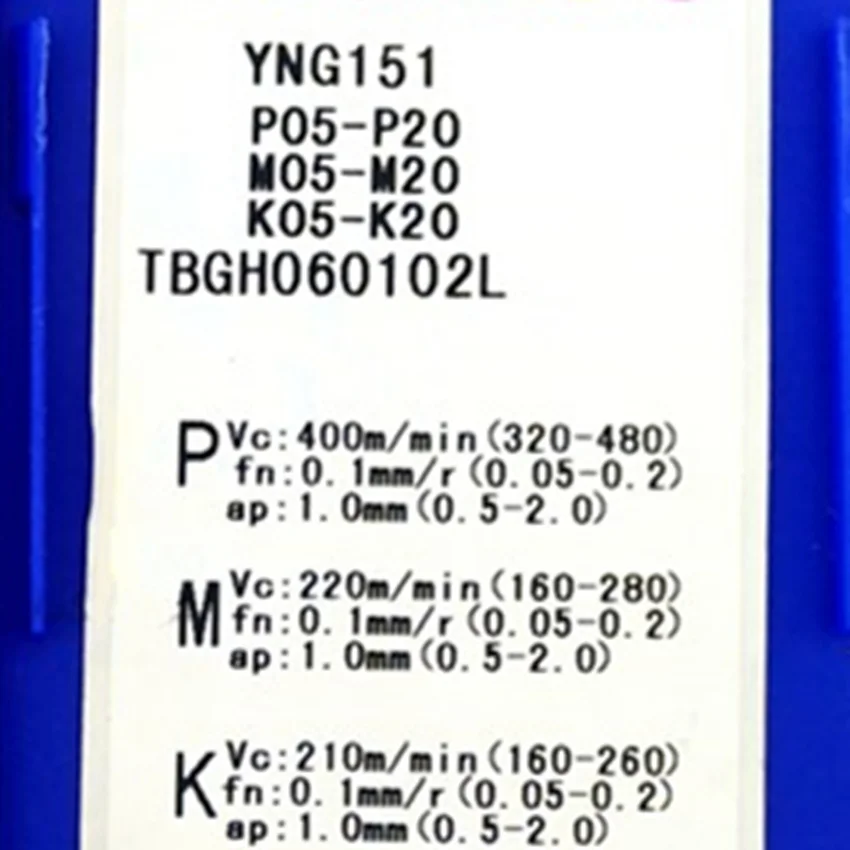 YNG151
P05-P20
M05-M20
K05-K20
TBGH060102L
P Vc:400m/min(320-480)
fn:0.1mm/r(0.05-0.2)
ap:1.0mm(0.5-2.0)
M Vc:220m/min(160-280)
fn:0.1mm/r(0.05-0.2)
ap:1.0mm(0.5-2.0)
K Vc:210m/min(160-260)
fn:0.1mm/r(0.05-0.2)
ap:1.0mm(0.5-2.0)